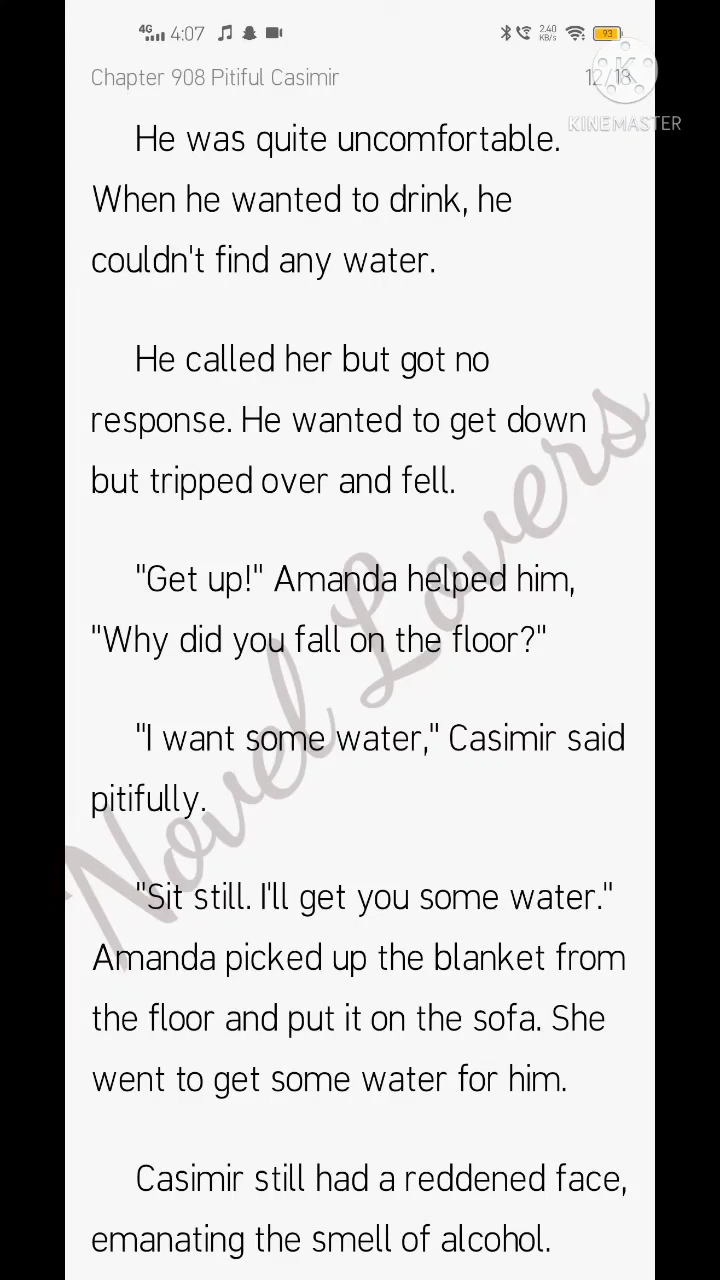 4G 4:07 2.40 KB/s 93
Chapter 908 Pitiful Casimir 12/18
K
KINEMASTER
He was quite uncomfortable.
When he wanted to drink, he
couldn't find any water.
He called her but got no
response. He wanted to get down
but tripped over and fell.
"Get up!" Amanda helped him,
"Why did you fall on the floor?"
"I want some water," Casimir said
pitifully.
"Sit still. I'll get you some water."
Amanda picked up the blanket from
the floor and put it on the sofa. She
went to get some water for him.
Casimir still had a reddened face,
emanating the smell of alcohol.
Novel Lovers